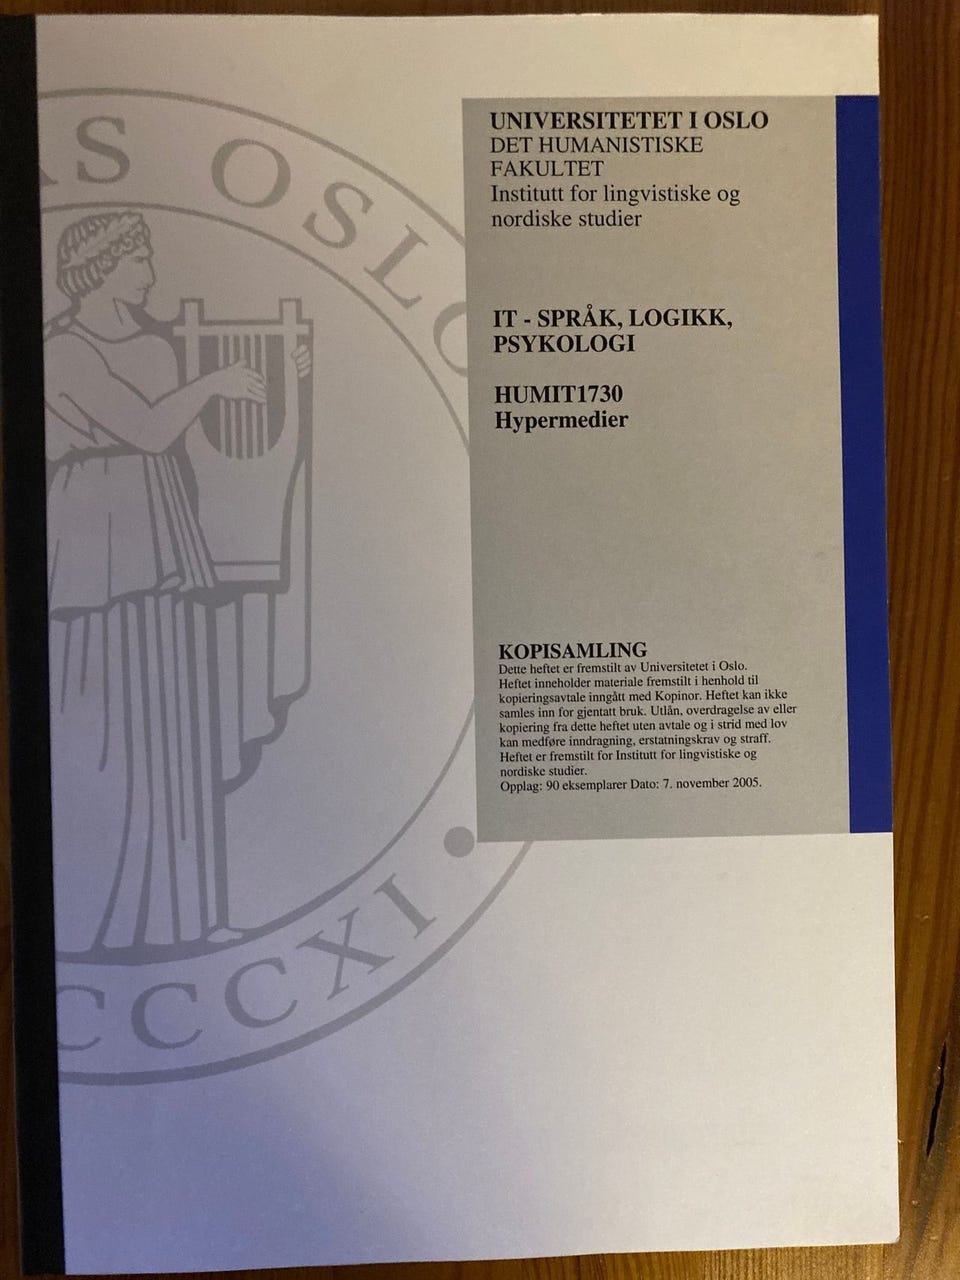 AS OSLO
UNIVERSITETET I OSLO
DET HUMANISTISKE
FAKULTET
Institutt for lingvistiske og
nordiske studier
IT - SPRÅK, LOGIKK,
PSYKOLOGI
HUMIT1730
Hypermedier
KOPISAMLING
Dette heftet er fremstilt av Universitetet i Oslo.
Heftet inneholder materiale fremstilt i henhold til
kopieringsavtale inngått med Kopinor. Heftet kan ikke
samles inn for gjentatt bruk. Utlån, overdragelse av eller
kopiering fra dette heftet uten avtale og i strid med lov
kan medføre inndragning, erstatningskrav og straff.
Heftet er fremstilt for Institutt for lingvistiske og
nordiske studier.
Opplag: 90 eksemplarer Dato: 7. november 2005.
CCCXI